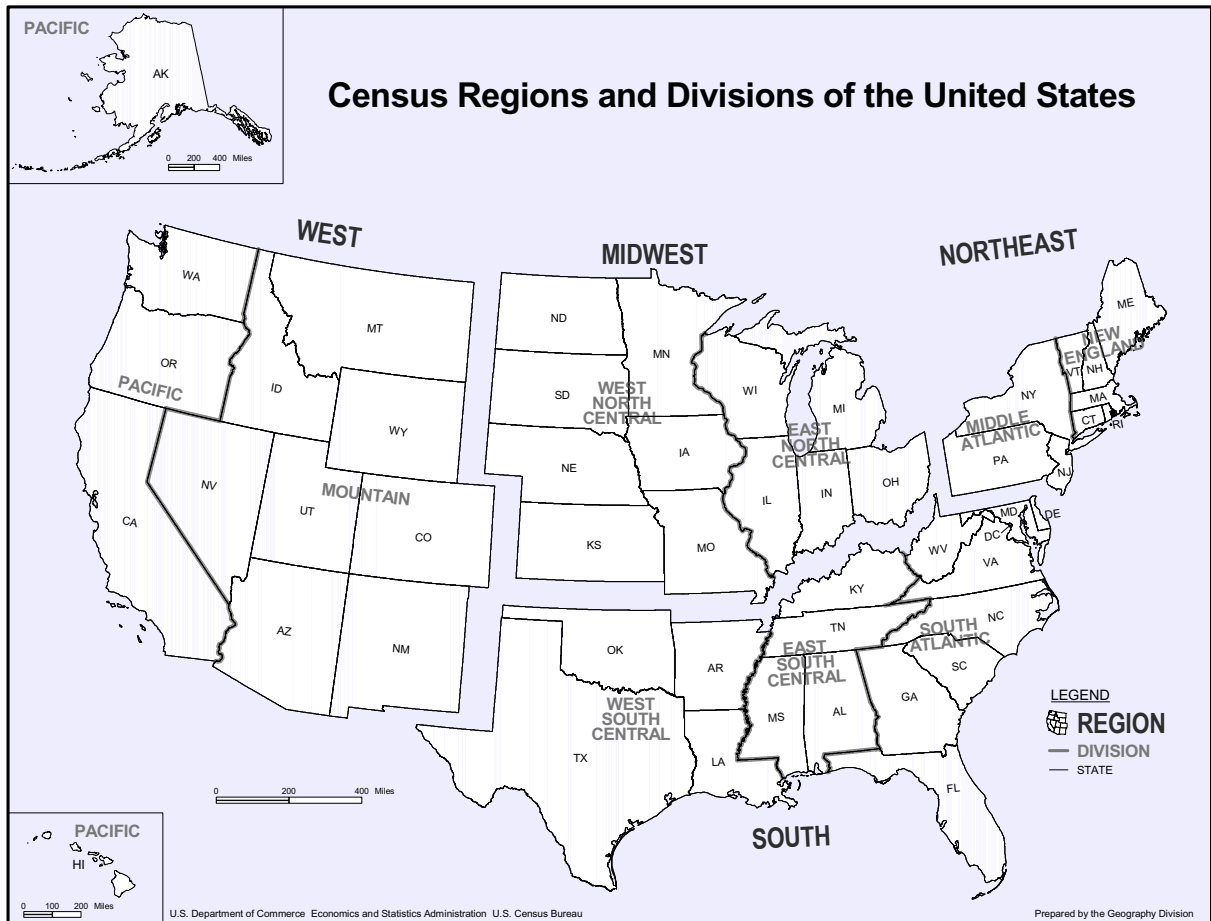 PACIFIC
AK
0 200 400 Miles
Census Regions and Divisions of the United States
WEST
MIDWEST
NORTHEAST
WA
MT
ND
MN
ME
OR
PACIFIC
ID
SD
WEST
NORTH
CENTRAL
WI
MI
NY
NEW
ENGLAND
VT
NH
MA
CT
RI
WY
NE
IA
EAST
NORTH
CENTRAL
MIDDLE
ATLANTIC
PA
NJ
NV
MOUNTAIN
UT
CO
CA
KS
MO
IL
IN
OH
MD
DE
DC
WV
VA
KY
AZ
NM
OK
AR
TN
EAST
SOUTH
CENTRAL
SOUTH
ATLANTIC
NC
SC
WEST
SOUTH
CENTRAL
TX
LA
MS
AL
GA
FL
LEGEND
REGION
DIVISION
STATE
0 200 400 Miles
SOUTH
PACIFIC
HI
0 100 200 Miles
U.S. Department of Commerce Economics and Statistics Administration U.S. Census Bureau
Prepared by the Geography Division